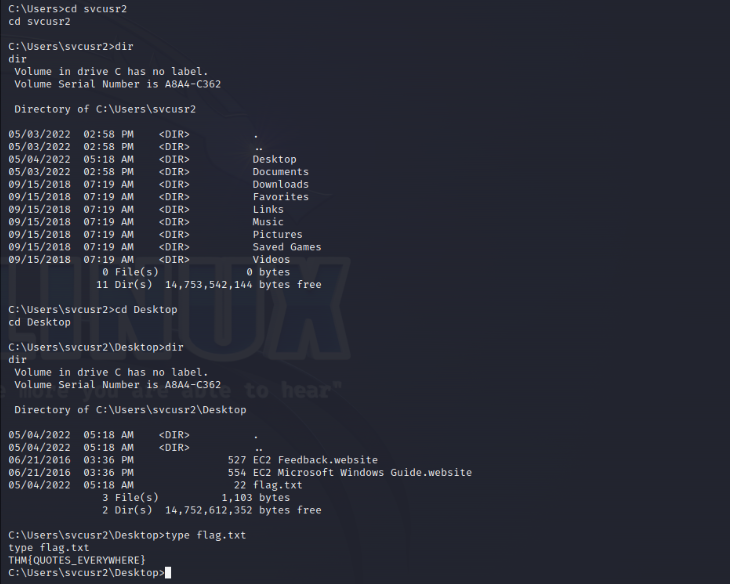 C:\Users>cd svcusr2
cd svcusr2
C:\Users\svcusr2>dir
dir
 Volume in drive C has no label.
 Volume Serial Number is A8A4-C362
 Directory of C:\Users\svcusr2
05/03/2022  02:58 PM    <DIR>          .
05/03/2022  02:58 PM    <DIR>          ..
05/04/2022  05:18 AM    <DIR>          Desktop
05/03/2022  02:58 PM    <DIR>          Documents
09/15/2018  07:19 AM    <DIR>          Downloads
09/15/2018  07:19 AM    <DIR>          Favorites
09/15/2018  07:19 AM    <DIR>          Links
09/15/2018  07:19 AM    <DIR>          Music
09/15/2018  07:19 AM    <DIR>          Pictures
09/15/2018  07:19 AM    <DIR>          Saved Games
09/15/2018  07:19 AM    <DIR>          Videos
               0 File(s)              0 bytes
              11 Dir(s)  14,753,542,144 bytes free
LINUX
C:\Users\svcusr2>cd Desktop
cd Desktop
C:\Users\svcusr2\Desktop>dir
dir
 Volume in drive C has no label.
 Volume Serial Number is A8A4-C362
more you are able to hear"
 Directory of C:\Users\svcusr2\Desktop
05/04/2022  05:18 AM    <DIR>          .
05/04/2022  05:18 AM    <DIR>          ..
06/21/2016  03:36 PM               527 EC2 Feedback.website
06/21/2016  03:36 PM               554 EC2 Microsoft Windows Guide.website
05/04/2022  05:18 AM                22 flag.txt
               3 File(s)          1,103 bytes
               2 Dir(s)  14,752,612,352 bytes free
C:\Users\svcusr2\Desktop>type flag.txt
type flag.txt
THM{QUOTES_EVERYWHERE}
C:\Users\svcusr2\Desktop>